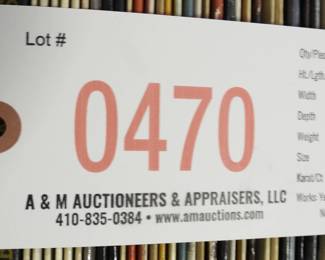 Lot #
0470
A & M AUCTIONEERS & APPRAISERS, LLC
410-835-0384 • www.amauctions.com
Qty/Pie
Ht./Lgth
Width
Depth
Weight
Size
Karat/Ct
Works: Ye
N